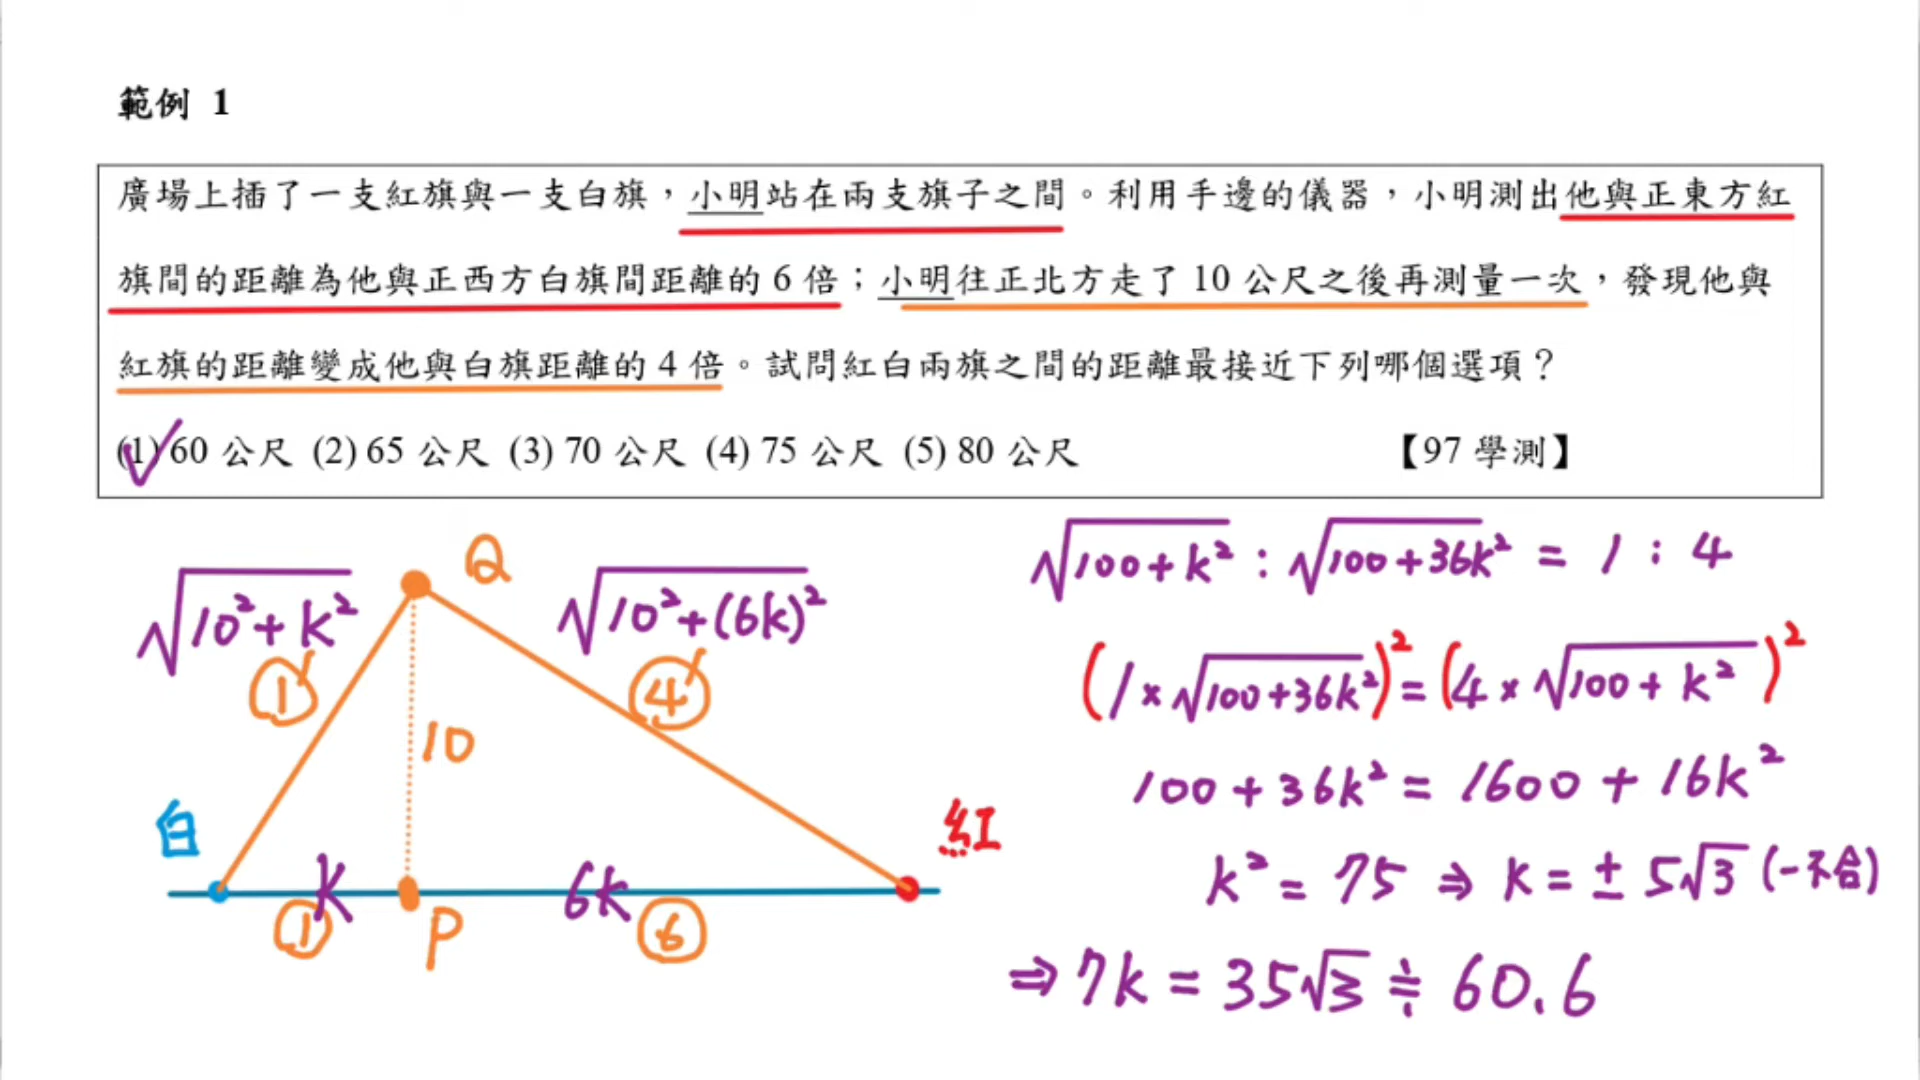 範例 1
廣場上插了一支紅旗與一支白旗，小明站在兩支旗子之間。利用手邊的儀器，小明測出他與正東方紅
旗間的距離為他與正西方白旗間距離的 6 倍；小明往正北方走了 10 公尺之後再測量一次，發現他與
紅旗的距離變成他與白旗距離的 4 倍。試問紅白兩旗之間的距離最接近下列哪個選項？
(1) 60 公尺 (2) 65 公尺 (3) 70 公尺 (4) 75 公尺 (5) 80 公尺 【97 學測】
Q
√(10²+k²) √(10²+(6k)²)
① ④
10
白 紅
k 6k
① P ⑥
√(100+k²) : √(100+36k²) = 1 : 4
(1×√(100+36k²))² = (4×√(100+k²))²
100+36k² = 1600+16k²
k² = 75 ⇒ k = ±5√3 (-不合)
⇒ 7k = 35√3 ≑ 60.6